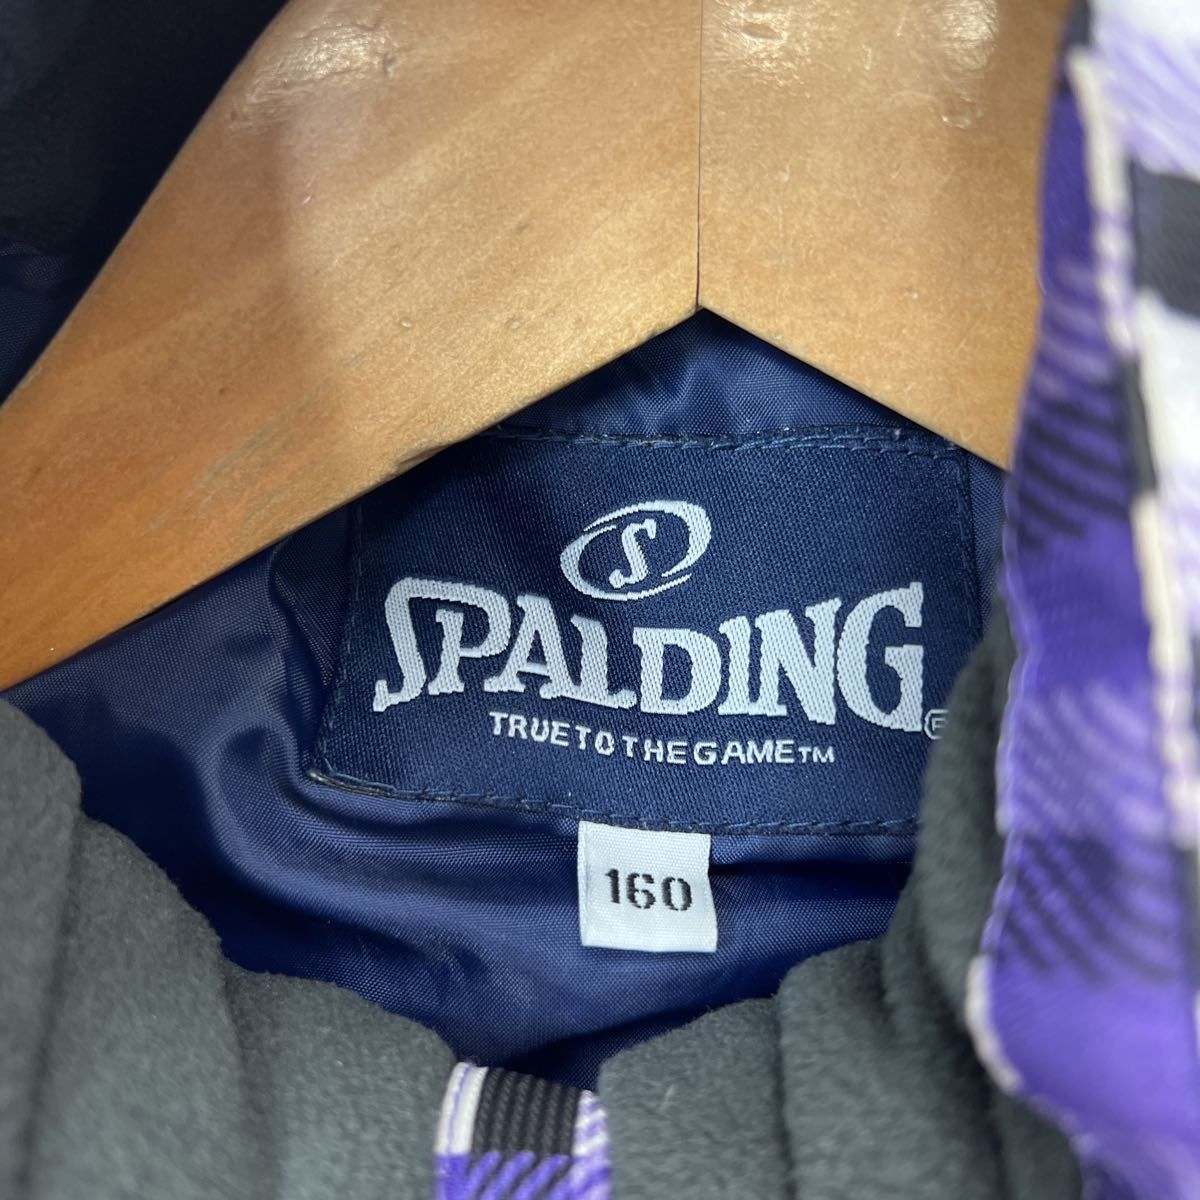 S
SPALDING
TRUE TO THE GAME™
160